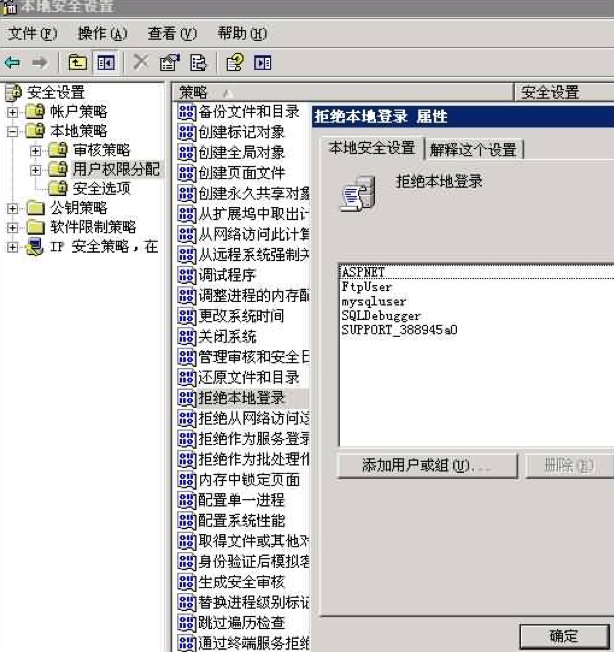 本地安全设置
文件(F) 操作(A) 查看(V) 帮助(H)
安全设置
帐户策略
本地策略
审核策略
用户权限分配
安全选项
公钥策略
软件限制策略
IP 安全策略，在
策略
安全设置
备份文件和目录
创建标记对象
创建全局对象
创建页面文件
创建永久共享对象
从扩展坞中取出计
从网络访问此计算
从远程系统强制关
调试程序
调整进程的内存配
更改系统时间
关闭系统
管理审核和安全日
还原文件和目录
拒绝本地登录
拒绝从网络访问这
拒绝作为服务登录
拒绝作为批处理作
内存中锁定页面
配置单一进程
配置系统性能
取得文件或其他对
身份验证后模拟客
生成安全审核
替换进程级别标记
跳过遍历检查
通过终端服务拒绝
拒绝本地登录 属性
本地安全设置 解释这个设置
拒绝本地登录
ASPNET
FtpUser
mysqluser
SQLDebugger
SUPPORT_388945a0
添加用户或组(U)... 删除(R)
确定